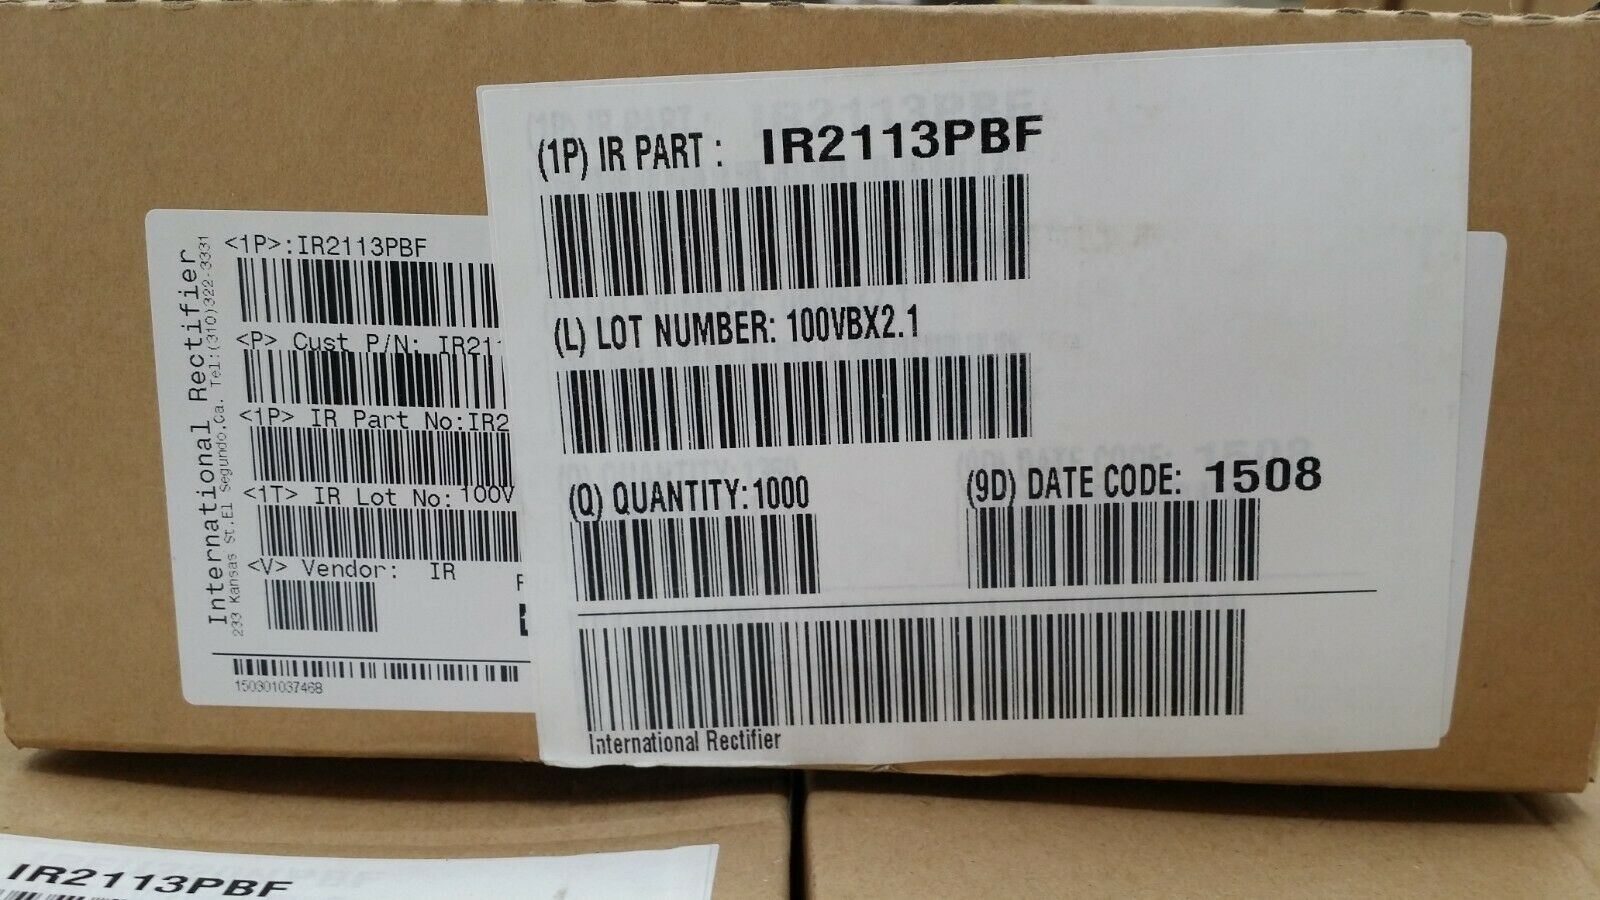 (1P) IR PART : IR2113PBF
(L) LOT NUMBER: 100VBX2.1
(Q) QUANTITY:1000
(9D) DATE CODE: 1508
International Rectifier
International Rectifier
233 Kansas St.El Segundo,Ca. Tel:(310)322-3331
<1P>:IR2113PBF
<P> Cust P/N: IR211
<1P> IR Part No:IR2
<1T> IR Lot No:100V
<V> Vendor: IR
150301037468
IR2113PBF